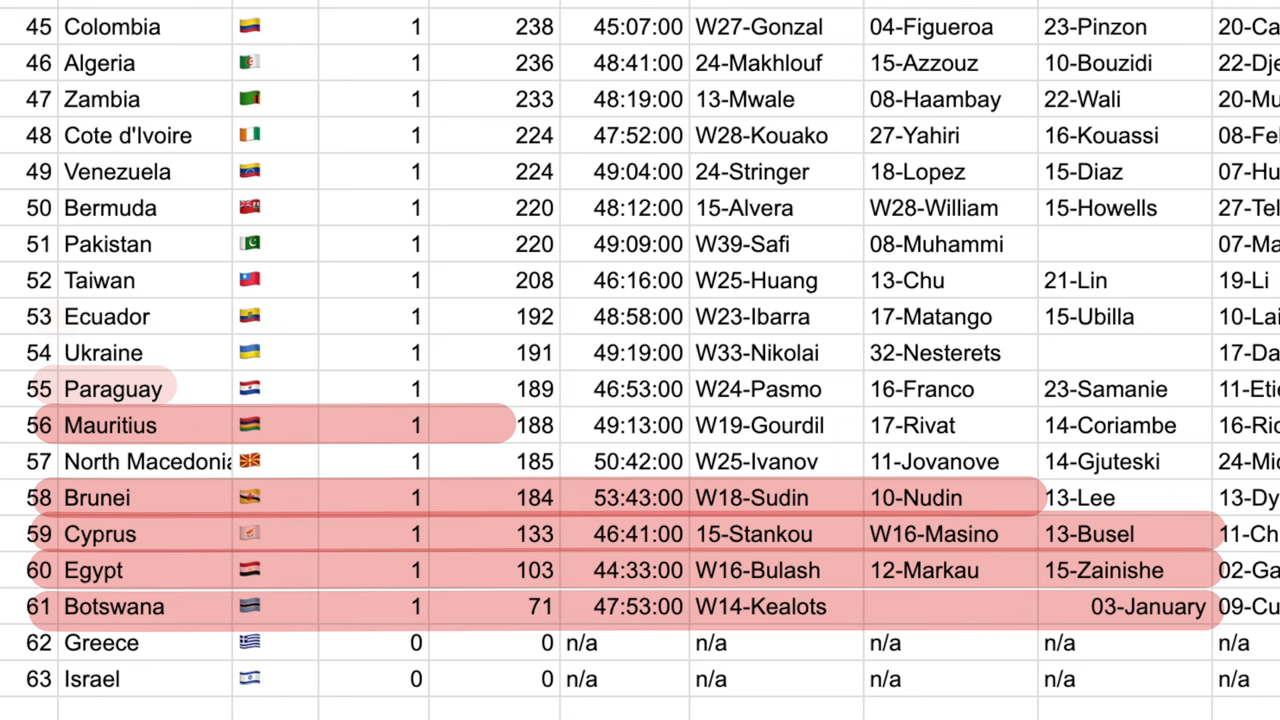 45 Colombia 1 238 45:07:00 W27-Gonzal 04-Figueroa 23-Pinzon 20-Ca
46 Algeria 1 236 48:41:00 24-Makhlouf 15-Azzouz 10-Bouzidi 22-Dje
47 Zambia 1 233 48:19:00 13-Mwale 08-Haambay 22-Wali 20-Mu
48 Cote d'Ivoire 1 224 47:52:00 W28-Kouako 27-Yahiri 16-Kouassi 08-Fel
49 Venezuela 1 224 49:04:00 24-Stringer 18-Lopez 15-Diaz 07-Hu
50 Bermuda 1 220 48:12:00 15-Alvera W28-William 15-Howells 27-Tel
51 Pakistan 1 220 49:09:00 W39-Safi 08-Muhammi 07-Ma
52 Taiwan 1 208 46:16:00 W25-Huang 13-Chu 21-Lin 19-Li
53 Ecuador 1 192 48:58:00 W23-Ibarra 17-Matango 15-Ubilla 10-Lai
54 Ukraine 1 191 49:19:00 W33-Nikolai 32-Nesterets 17-Da
55 Paraguay 1 189 46:53:00 W24-Pasmo 16-Franco 23-Samanie 11-Etie
56 Mauritius 1 188 49:13:00 W19-Gourdil 17-Rivat 14-Coriambe 16-Ric
57 North Macedonia 1 185 50:42:00 W25-Ivanov 11-Jovanove 14-Gjuteski 24-Mic
58 Brunei 1 184 53:43:00 W18-Sudin 10-Nudin 13-Lee 13-Dy
59 Cyprus 1 133 46:41:00 15-Stankou W16-Masino 13-Busel 11-Ch
60 Egypt 1 103 44:33:00 W16-Bulash 12-Markau 15-Zainishe 02-Ga
61 Botswana 1 71 47:53:00 W14-Kealots 03-January 09-Cu
62 Greece 0 0 n/a n/a n/a n/a n/a
63 Israel 0 0 n/a n/a n/a n/a n/a